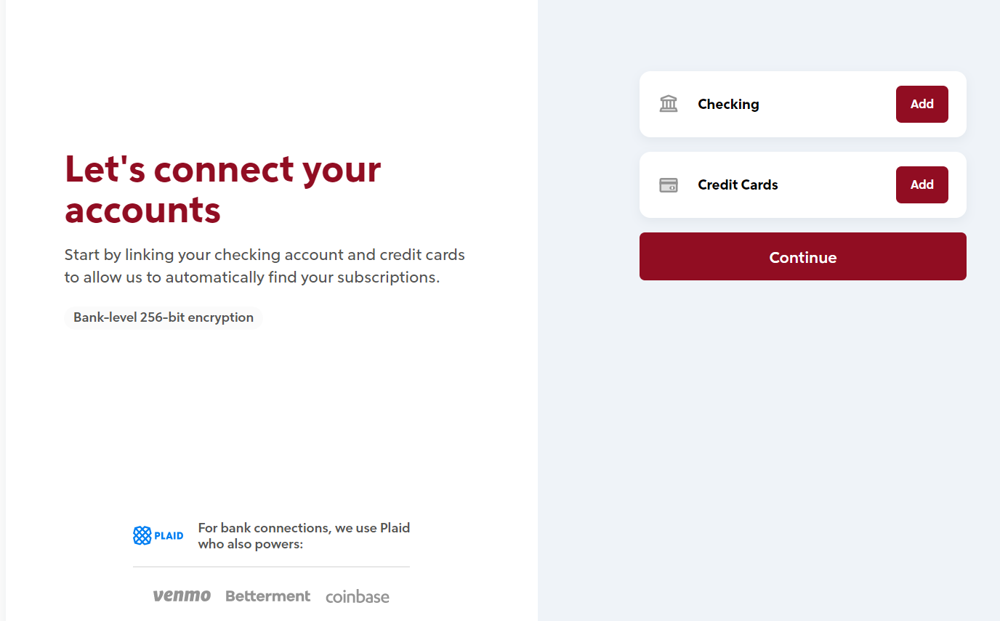 Let's connect your
accounts
Start by linking your checking account and credit cards
to allow us to automatically find your subscriptions.
Bank-level 256-bit encryption
PLAID
For bank connections, we use Plaid
who also powers:
venmo Betterment coinbase
Checking Add
Credit Cards Add
Continue